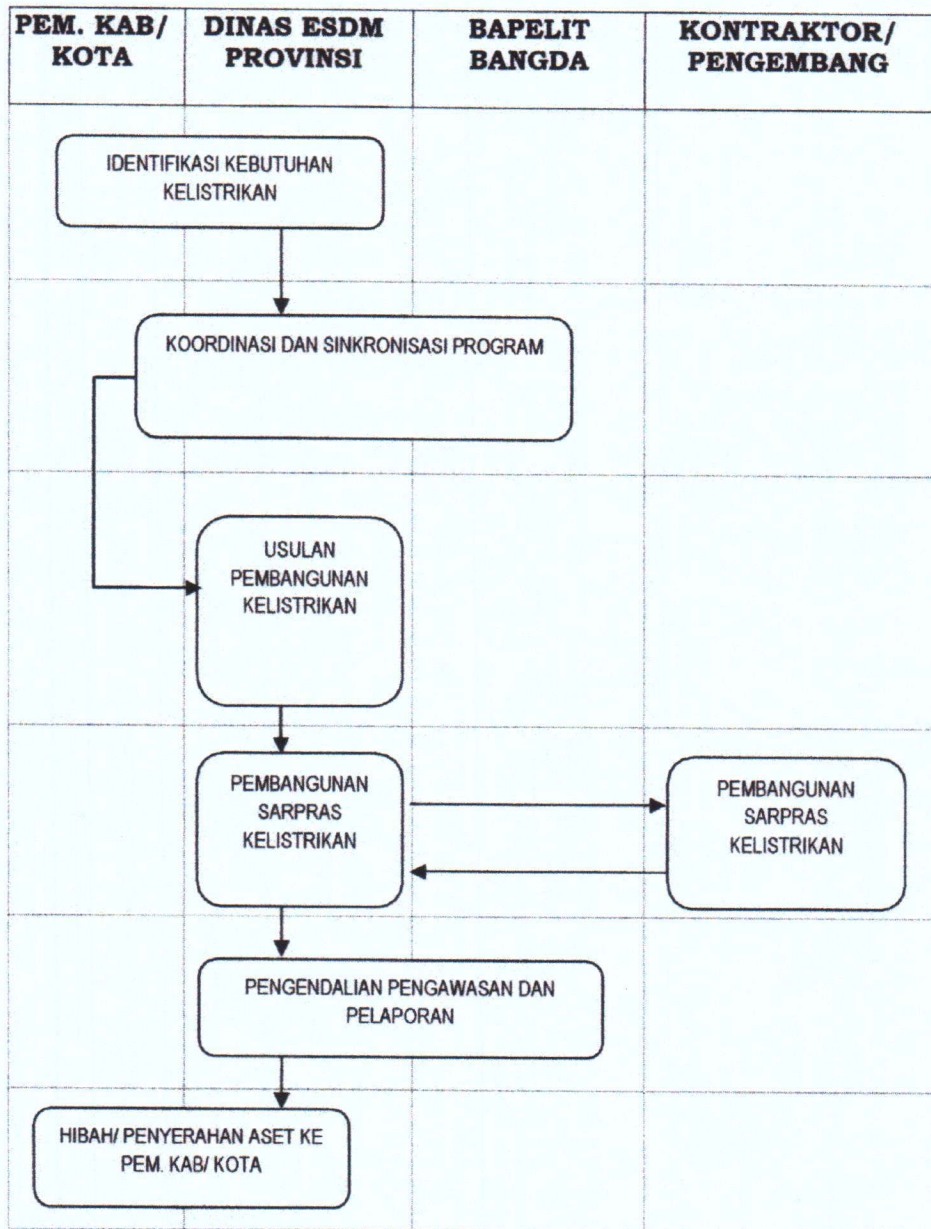 PEM. KAB/
KOTA
DINAS ESDM
PROVINSI
BAPELIT
BANGDA
KONTRAKTOR/
PENGEMBANG
IDENTIFIKASI KEBUTUHAN
KELISTRIKAN
KOORDINASI DAN SINKRONISASI PROGRAM
USULAN
PEMBANGUNAN
KELISTRIKAN
PEMBANGUNAN
SARPRAS
KELISTRIKAN
PEMBANGUNAN
SARPRAS
KELISTRIKAN
PENGENDALIAN PENGAWASAN DAN
PELAPORAN
HIBAH/ PENYERAHAN ASET KE
PEM. KAB/ KOTA